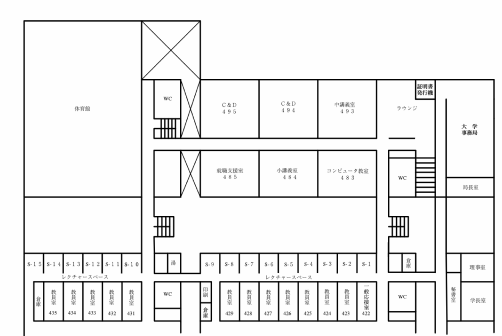 体育館
WC
C&D
495
C&D
494
中講義室
493
ラウンジ
証明書
発行機
大学
事務局
就職支援室
485
小講義室
484
コンピュータ教室
483
WC
局長室
S-15
S-14
S-13
S-12
S-11
S-10
S-9
S-8
S-7
S-6
S-5
S-4
S-3
S-2
S-1
倉庫
理事室
レクチャースペース
レクチャースペース
倉庫
教員室
435
教員室
434
教員室
433
教員室
432
教員室
431
WC
印刷
倉庫
教員室
429
教員室
428
教員室
427
教員室
426
教員室
425
教員室
424
教員室
423
422
WC
秘書室
学長室